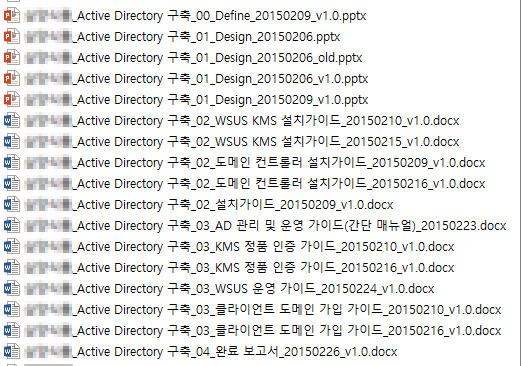 _Active Directory 구축_00_Define_20150209_v1.0.pptx
_Active Directory 구축_01_Design_20150206.pptx
_Active Directory 구축_01_Design_20150206_old.pptx
_Active Directory 구축_01_Design_20150206_v1.0.pptx
_Active Directory 구축_01_Design_20150209_v1.0.pptx
_Active Directory 구축_02_WSUS KMS 설치가이드_20150210_v1.0.docx
_Active Directory 구축_02_WSUS KMS 설치가이드_20150215_v1.0.docx
_Active Directory 구축_02_도메인 컨트롤러 설치가이드_20150209_v1.0.docx
_Active Directory 구축_02_도메인 컨트롤러 설치가이드_20150216_v1.0.docx
_Active Directory 구축_02_설치가이드_20150209_v1.0.docx
_Active Directory 구축_03_AD 관리 및 운영 가이드(간단 매뉴얼)_20150223.docx
_Active Directory 구축_03_KMS 정품 인증 가이드_20150210_v1.0.docx
_Active Directory 구축_03_KMS 정품 인증 가이드_20150216_v1.0.docx
_Active Directory 구축_03_WSUS 운영 가이드_20150224_v1.0.docx
_Active Directory 구축_03_클라이언트 도메인 가입 가이드_20150210_v1.0.docx
_Active Directory 구축_03_클라이언트 도메인 가입 가이드_20150216_v1.0.docx
_Active Directory 구축_04_완료 보고서_20150226_v1.0.docx